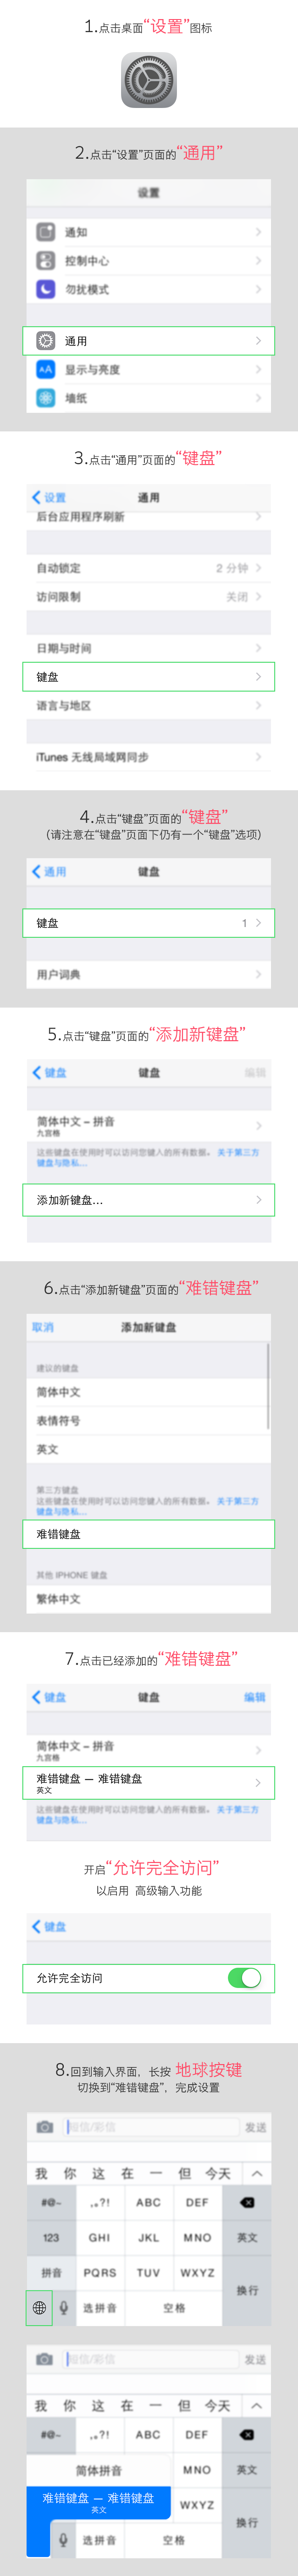 1.点击桌面“设置”图标
2.点击“设置”页面的“通用”
设置
通知
控制中心
勿扰模式
通用
AA 显示与亮度
墙纸
3.点击“通用”页面的“键盘”
设置 通用
后台应用程序刷新
自动锁定 2 分钟
访问限制 关闭
日期与时间
键盘
语言与地区
iTunes 无线局域网同步
4.点击“键盘”页面的“键盘”
(请注意在“键盘”页面下仍有一个“键盘”选项)
通用 键盘
键盘 1
用户词典
5.点击“键盘”页面的“添加新键盘”
键盘 键盘 编辑
简体中文 – 拼音
九宫格
这些键盘在使用时可以访问您键入的所有数据。 关于第三方
键盘与隐私...
添加新键盘...
6.点击“添加新键盘”页面的“难错键盘”
取消 添加新键盘
建议的键盘
简体中文
表情符号
英文
第三方键盘
这些键盘在使用时可以访问您键入的所有数据。 关于第三方
键盘与隐私...
难错键盘
其他 IPHONE 键盘
繁体中文
7.点击已经添加的“难错键盘”
键盘 键盘 编辑
简体中文 – 拼音
九宫格
难错键盘 — 难错键盘
英文
这些键盘在使用时可以访问您键入的所有数据。 关于第三方
键盘与隐私...
开启“允许完全访问”
以启用 高级输入功能
键盘
允许完全访问
8.回到输入界面, 长按 地球按键
切换到“难错键盘”, 完成设置
短信/彩信 发送
我 你 这 在 一 但 今天
#@~ ,。?! ABC DEF
123 GHI JKL MNO 英文
拼音 PQRS TUV WXYZ 换行
选拼音 空格
短信/彩信 发送
我 你 这 在 一 但 今天
#@~ ,。?! ABC DEF
简体拼音 MNO 英文
难错键盘 — 难错键盘 WXYZ
英文 换行
选拼音 空格